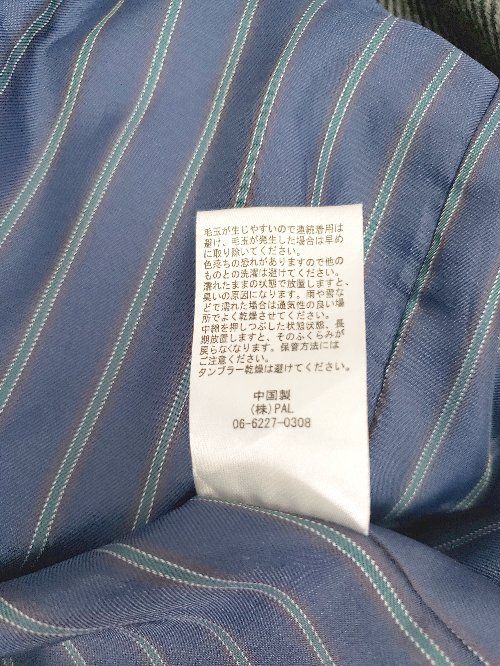 毛玉が生じやすいので連続着用は
避け、毛玉が発生した場合は早め
に取り除いてください。
色落ちの恐れがありますので他の
ものとの洗濯は避けてください。
濡れたままの状態で放置しますと、
臭いの原因になります。雨や雪な
どで濡れた場合は通気性の良い場
所でよく乾燥させてください。
中綿を押しつぶした状態状態、長
期放置しますと、そのふくらみが
戻らなくなります。保管方法には
ご注意ください。
タンブラー乾燥は避けてください。
中国製
(株)PAL
06-6227-0308